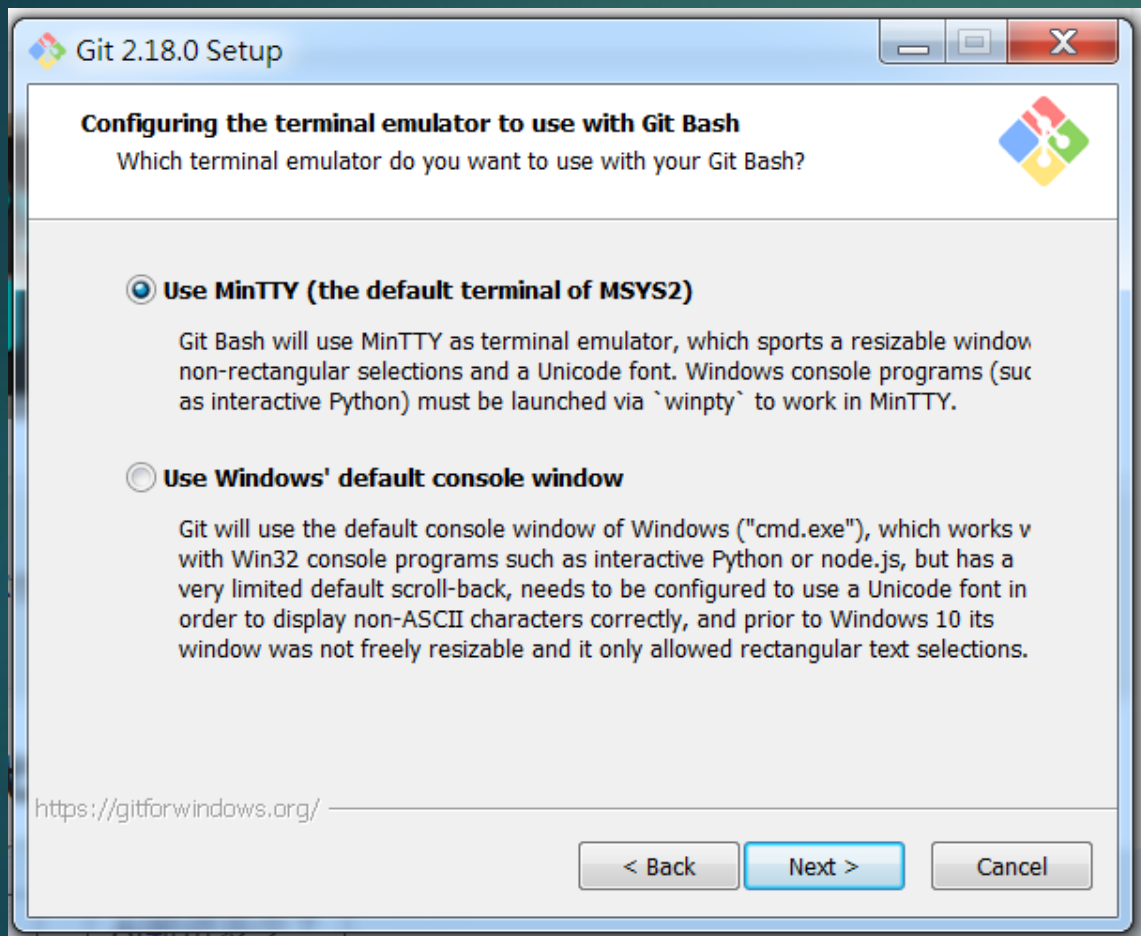 Git 2.18.0 Setup
Configuring the terminal emulator to use with Git Bash
Which terminal emulator do you want to use with your Git Bash?
Use MinTTY (the default terminal of MSYS2)
Git Bash will use MinTTY as terminal emulator, which sports a resizable window
non-rectangular selections and a Unicode font. Windows console programs (suc
as interactive Python) must be launched via `winpty` to work in MinTTY.
Use Windows' default console window
Git will use the default console window of Windows ("cmd.exe"), which works w
with Win32 console programs such as interactive Python or node.js, but has a
very limited default scroll-back, needs to be configured to use a Unicode font in
order to display non-ASCII characters correctly, and prior to Windows 10 its
window was not freely resizable and it only allowed rectangular text selections.
https://gitforwindows.org/
< Back Next > Cancel